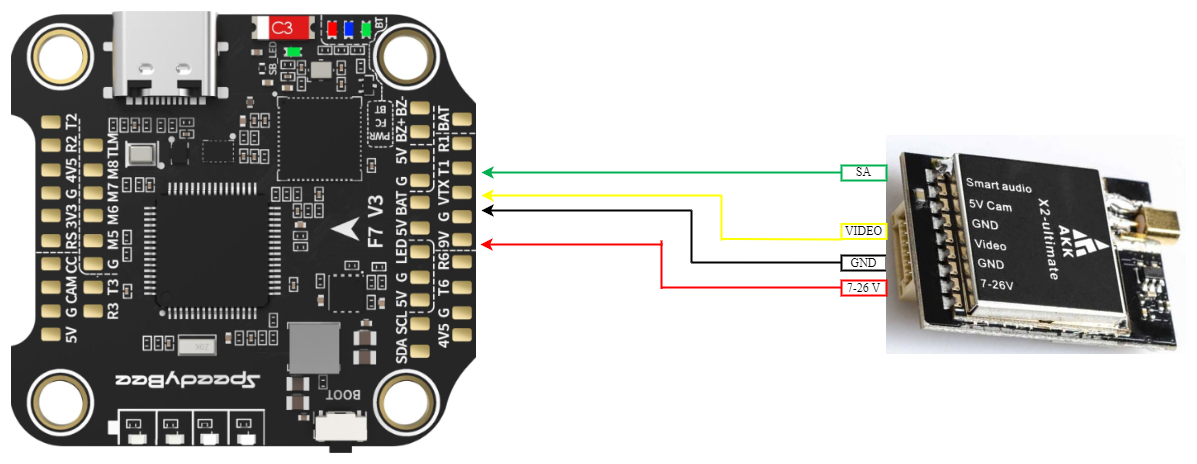 C3
BT
LED
SB
PWR
FC
BT
T2
R2
4V5
G
3V3
RS
CC
CAM
G
5V
TLM
M8
M7
M6
M5
G
T3
R3
BZ-
BZ+
5V
G
BAT
5V
LED
G
5V
SCL
SDA
BAT
R1
T1
VTX
G
9V
R6
T6
G
4V5
F7 V3
SpeedyBee
BOOT
SA
VIDEO
GND
7-26 V
Smart audio
5V Cam
GND
Video
GND
7-26V
X2-ultimate
AKK